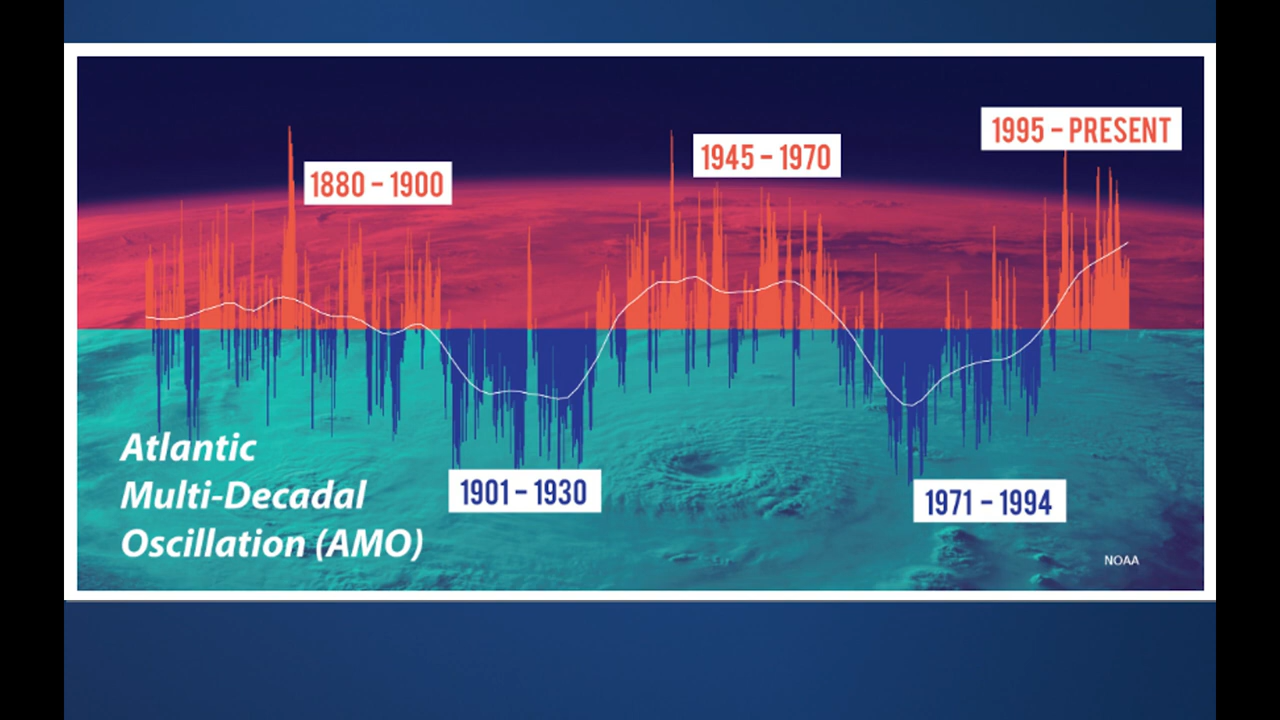 1995 – PRESENT
1945 – 1970
1880 – 1900
Atlantic
Multi-Decadal
Oscillation (AMO)
1901 – 1930
1971 – 1994
NOAA